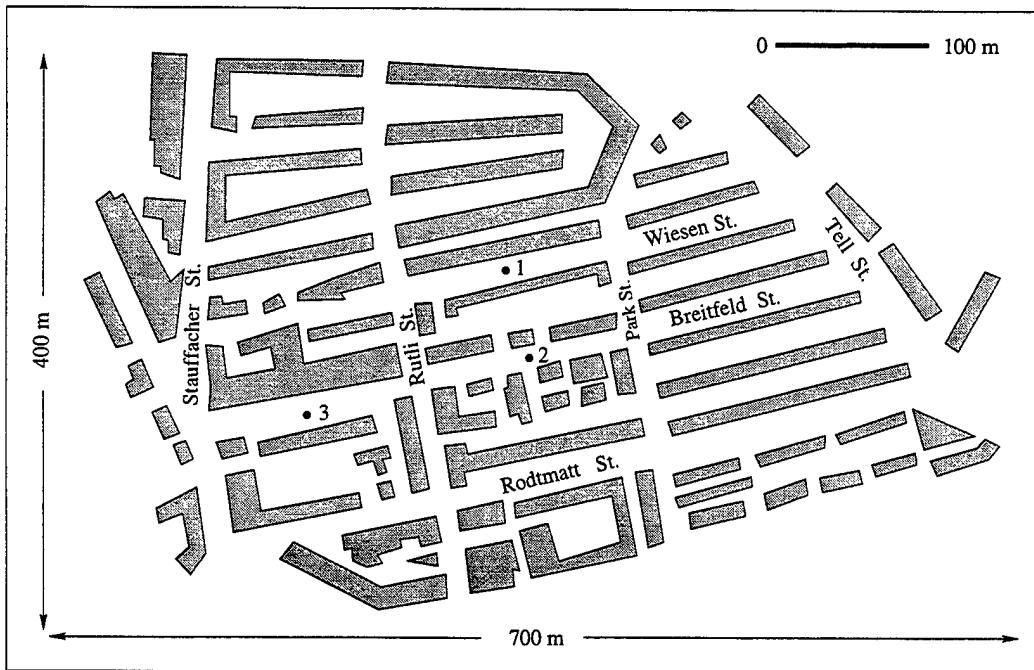 0 100 m
Wiesen St.
Tell St.
1
Stauffacher St.
Park St.
Breitfeld St.
400 m
Rutli St.
2
3
Rodtmatt St.
700 m